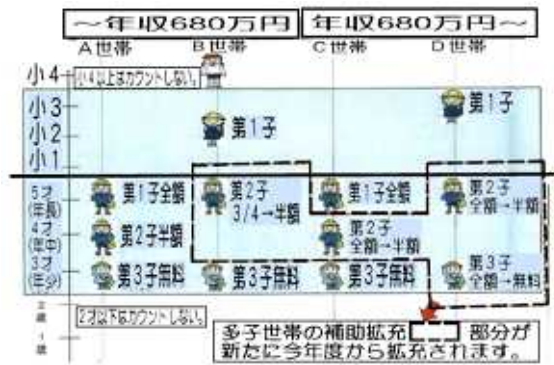 ～年収680万円
年収680万円～
A世帯
B世帯
C世帯
D世帯
小4
小4以上はカウントしない。
小3
小2
小1
第1子
第1子
5才
(年長)
第1子全額
第2子
3/4→半額
第1子全額
第2子
全額→半額
4才
(年中)
第2子半額
第2子
全額→半額
3才
(年少)
第3子無料
第3子無料
第3子無料
第3子
全額→無料
2歳
1歳
2才以下はカウントしない。
多子世帯の補助拡充 部分が
新たに今年度から拡充されます。